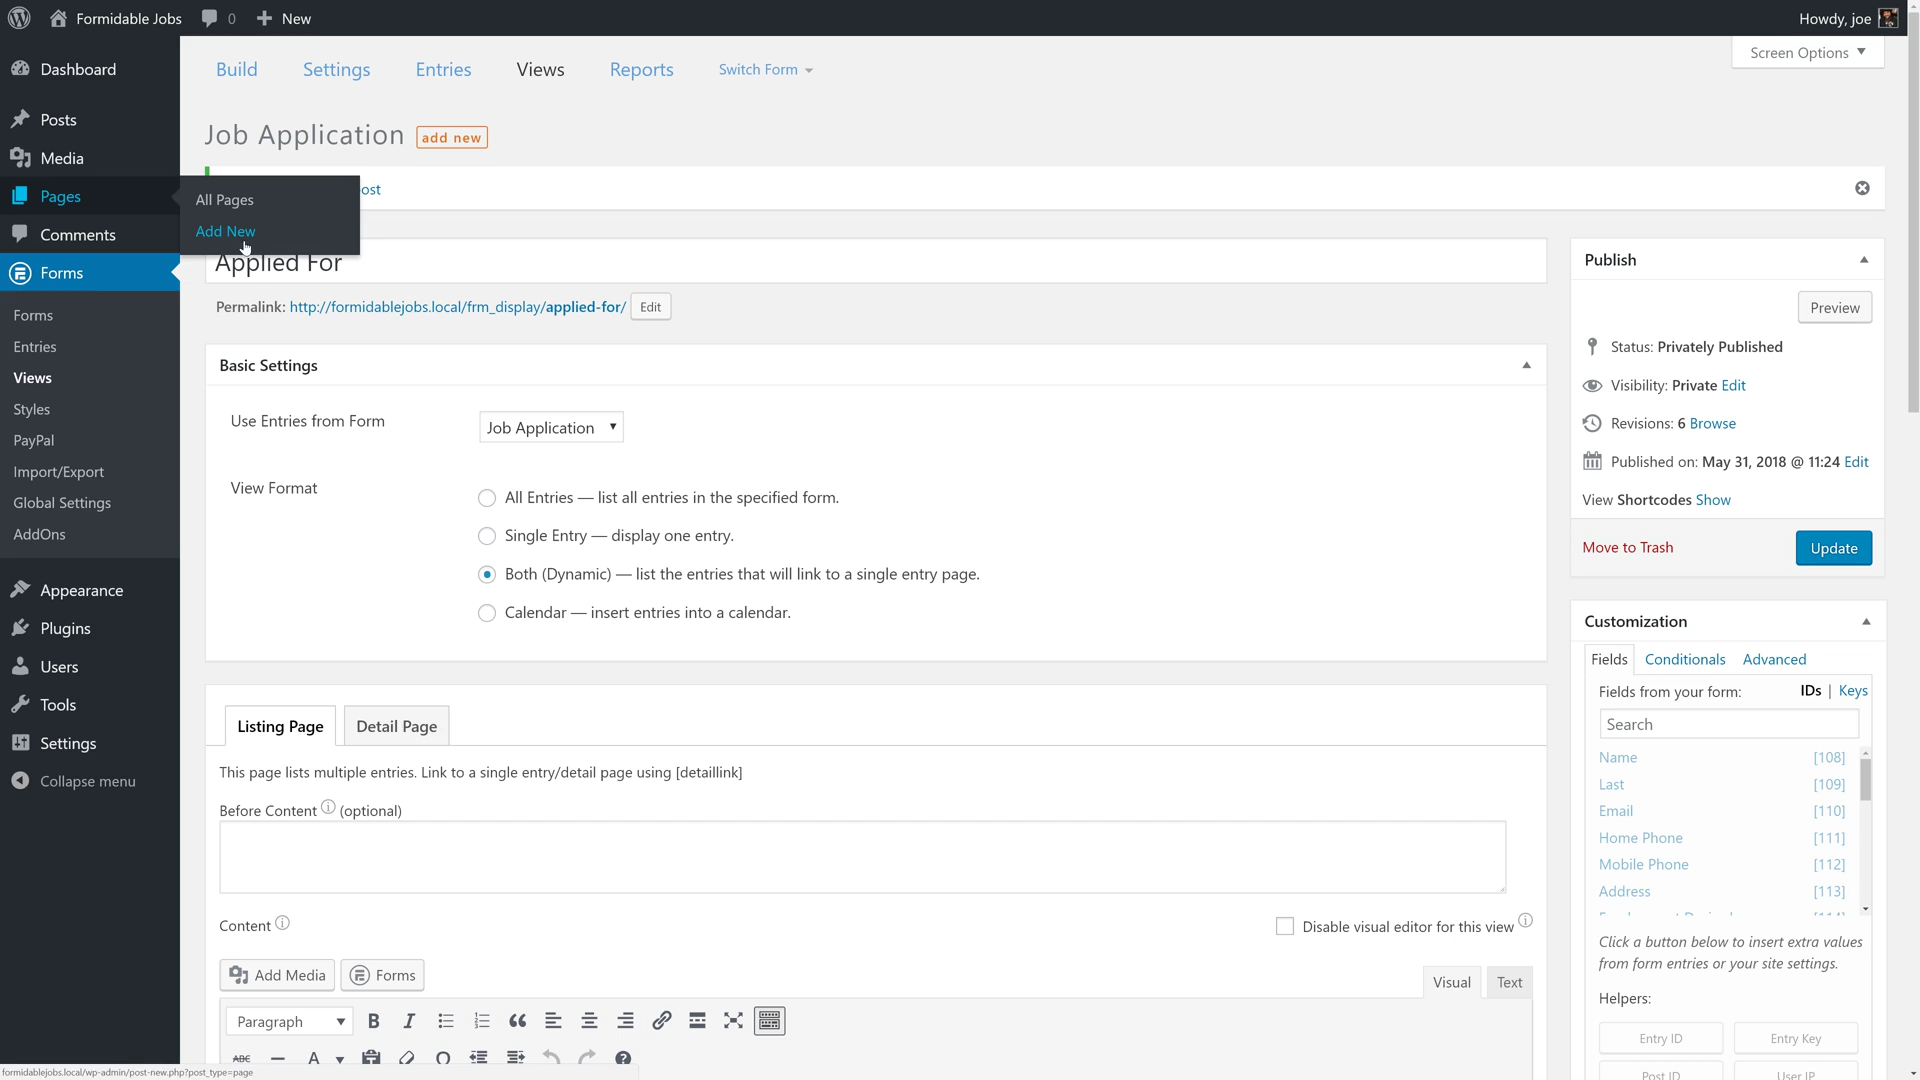 Formidable Jobs
0
New
Howdy, joe
Screen Options
Dashboard
Posts
Media
Pages
Comments
Forms
Forms
Entries
Views
Styles
PayPal
Import/Export
Global Settings
AddOns
Appearance
Plugins
Users
Tools
Settings
Collapse menu
All Pages
Add New
Build
Settings
Entries
Views
Reports
Switch Form
Job Application
add new
ost
Applied For
Permalink: http://formidablejobs.local/frm_display/applied-for/
Edit
Basic Settings
Use Entries from Form
Job Application
View Format
All Entries — list all entries in the specified form.
Single Entry — display one entry.
Both (Dynamic) — list the entries that will link to a single entry page.
Calendar — insert entries into a calendar.
Listing Page
Detail Page
This page lists multiple entries. Link to a single entry/detail page using [detaillink]
Before Content (optional)
Content
Disable visual editor for this view
Add Media
Forms
Visual
Text
Paragraph
B
I
ABC
A
Publish
Preview
Status: Privately Published
Visibility: Private Edit
Revisions: 6 Browse
Published on: May 31, 2018 @ 11:24 Edit
View Shortcodes Show
Move to Trash
Update
Customization
Fields
Conditionals
Advanced
Fields from your form:
IDs | Keys
Search
Name [108]
Last [109]
Email [110]
Home Phone [111]
Mobile Phone [112]
Address [113]
Click a button below to insert extra values
from form entries or your site settings.
Helpers:
Entry ID
Entry Key
Post ID
User IP
formidablejobs.local/wp-admin/post-new.php?post_type=page